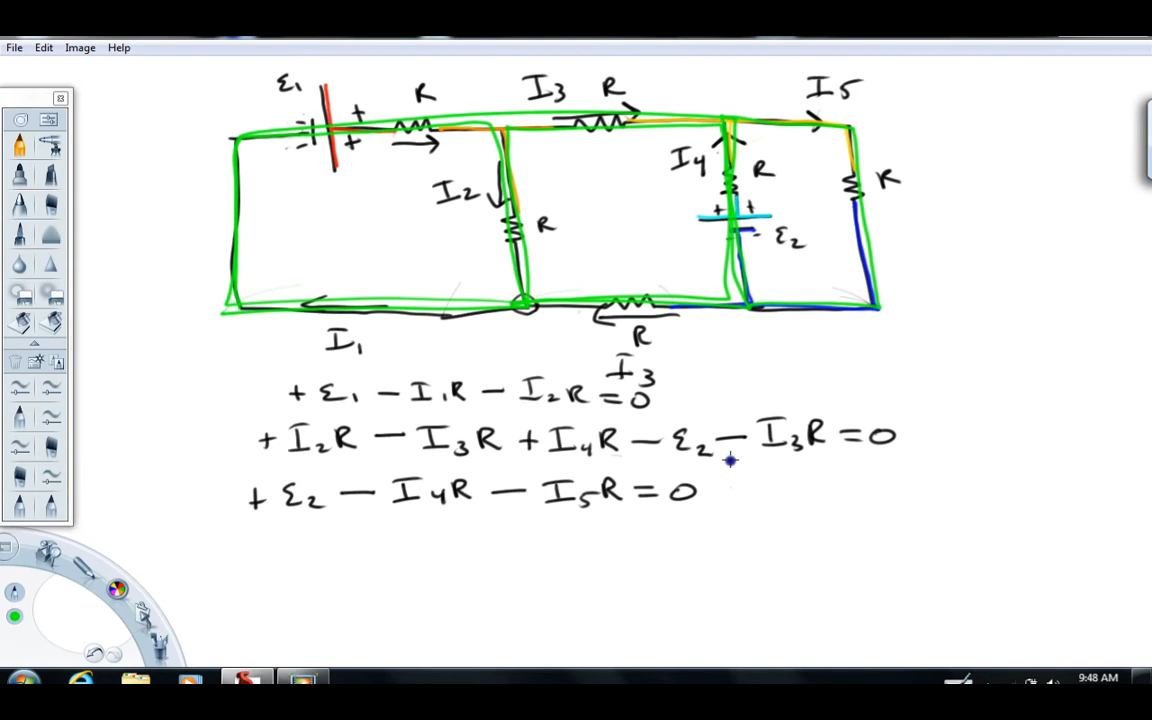 File Edit Image Help
ε1 + R I3 R I5
- +
I4 R R
I2 R + + ε2
I1 R
I3
+ ε1 - I1R - I2R = 0
+ I2R - I3R + I4R - ε2 - I3R = 0
+ ε2 - I4R - I5R = 0
9:48 AM